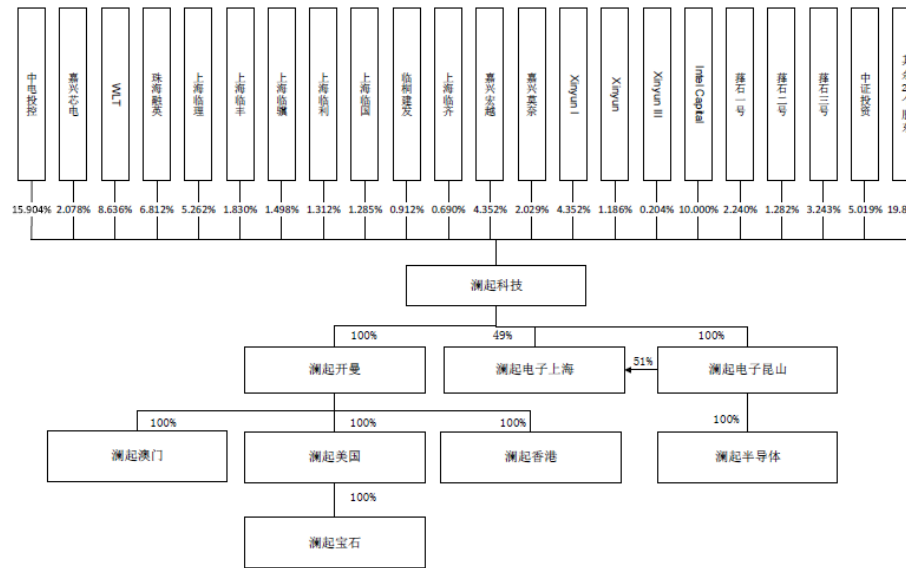 中电投控
嘉兴芯电
WLT
珠海融英
上海临理
上海临丰
上海临骥
上海临利
上海临国
临桐建发
上海临齐
嘉兴宏越
嘉兴莫奈
Xinyun I
Xinyun
Xinyun III
Intel Capital
萚石一号
萚石二号
萚石三号
中证投资
15.904%
2.078%
8.636%
6.812%
5.262%
1.830%
1.498%
1.312%
1.285%
0.912%
0.690%
4.352%
2.029%
4.352%
1.186%
0.204%
10.000%
2.240%
1.282%
3.243%
5.019%
19.8
澜起科技
100%
49%
100%
澜起开曼
澜起电子上海
51%
澜起电子昆山
100%
100%
100%
100%
澜起澳门
澜起美国
澜起香港
澜起半导体
100%
澜起宝石